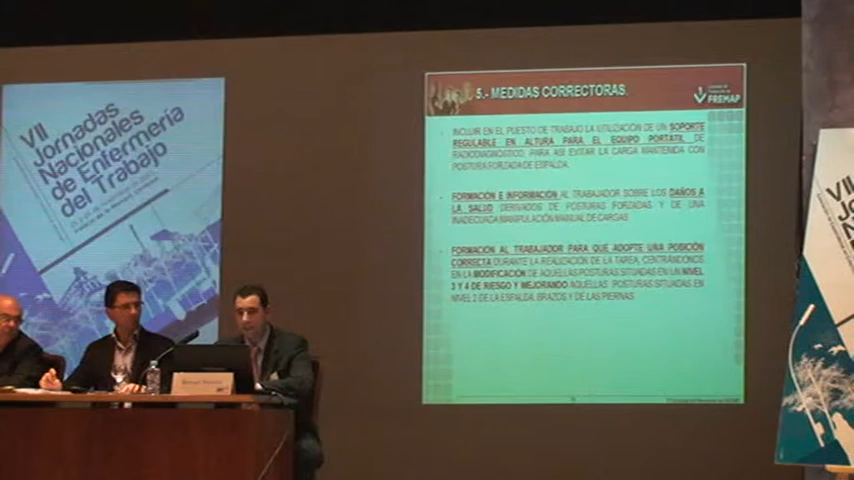 VII
Jornadas
Nacionales
de Enfermería
del Trabajo
5.- MEDIDAS CORRECTORAS.
FREMAP
INCLUIR EN EL PUESTO DE TRABAJO LA UTILIZACIÓN DE UN SOPORTE
REGULABLE EN ALTURA PARA EL EQUIPO PORTÁTIL DE
RADIODIAGNÓSTICO, PARA ASI EVITAR LA CARGA MANTENIDA CON
POSTURA FORZADA DE ESPALDA.
FORMACIÓN E INFORMACIÓN AL TRABAJADOR SOBRE LOS DAÑOS A
LA SALUD DERIVADOS DE POSTURAS FORZADAS Y DE UNA
INADECUADA MANIPULACIÓN MANUAL DE CARGAS
FORMACIÓN AL TRABAJADOR PARA QUE ADOPTE UNA POSICIÓN
CORRECTA DURANTE LA REALIZACIÓN DE LA TAREA, CENTRÁNDONOS
EN LA MODIFICACIÓN DE AQUELLAS POSTURAS SITUADAS EN UN NIVEL
3 Y 4 DE RIESGO Y MEJORANDO AQUELLAS POSTURAS SITUADAS EN
NIVEL 2 DE LA ESPALDA, BRAZOS Y DE LAS PIERNAS
VII